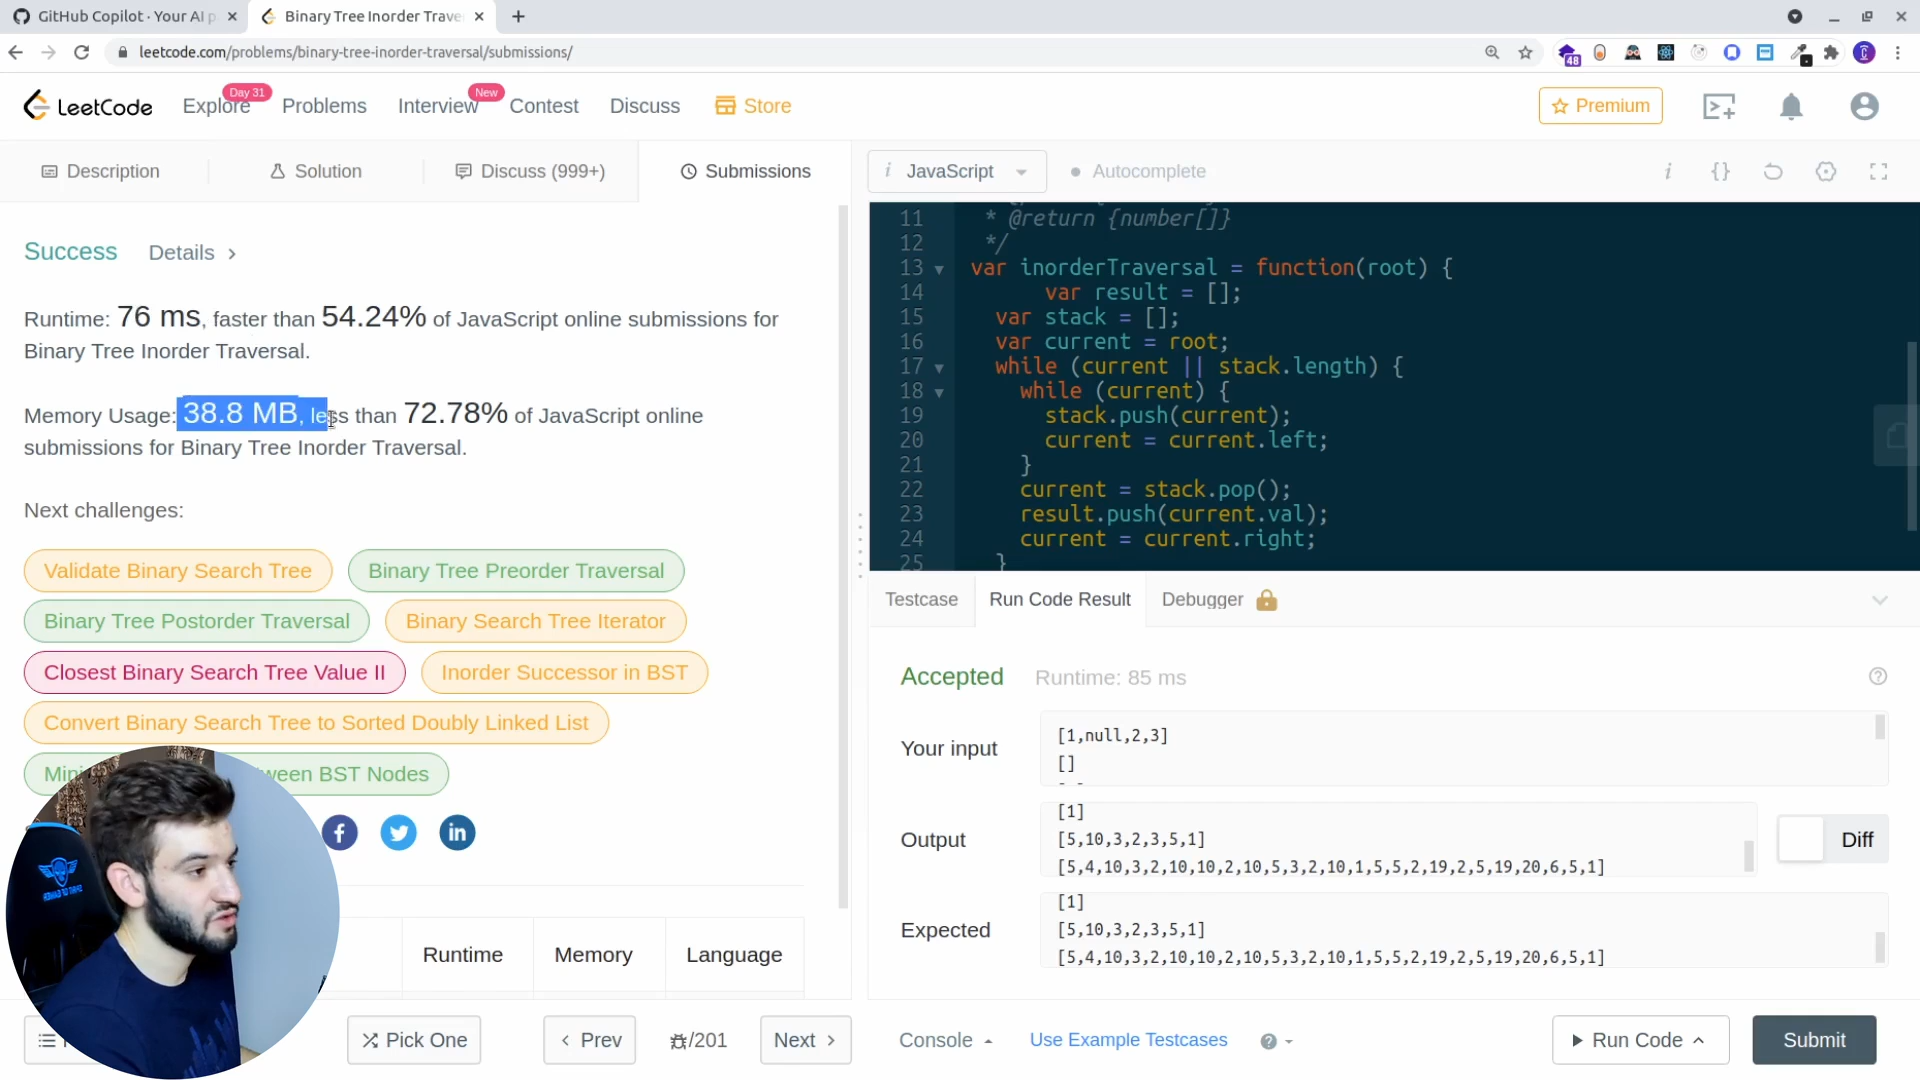 GitHub Copilot · Your AI p
Binary Tree Inorder Trave
leetcode.com/problems/binary-tree-inorder-traversal/submissions/
48
LeetCode
Explore
Day 31
Problems
Interview
New
Contest
Discuss
Store
Premium
Description
Solution
Discuss (999+)
Submissions
i JavaScript
Autocomplete
i {}
Success
Details >
Runtime: 76 ms, faster than 54.24% of JavaScript online submissions for
Binary Tree Inorder Traversal.
Memory Usage: 38.8 MB, less than 72.78% of JavaScript online
submissions for Binary Tree Inorder Traversal.
Next challenges:
Validate Binary Search Tree
Binary Tree Preorder Traversal
Binary Tree Postorder Traversal
Binary Search Tree Iterator
Closest Binary Search Tree Value II
Inorder Successor in BST
Convert Binary Search Tree to Sorted Doubly Linked List
Mini
ween BST Nodes
Runtime
Memory
Language
Pick One
< Prev
/201
Next >
11 * @return {number[]}
12 */
13 var inorderTraversal = function(root) {
14 var result = [];
15 var stack = [];
16 var current = root;
17 while (current || stack.length) {
18 while (current) {
19 stack.push(current);
20 current = current.left;
21 }
22 current = stack.pop();
23 result.push(current.val);
24 current = current.right;
25 }
Testcase
Run Code Result
Debugger
Accepted
Runtime: 85 ms
Your input
[1,null,2,3]
[]
Output
[1]
[5,10,3,2,3,5,1]
[5,4,10,3,2,10,10,2,10,5,3,2,10,1,5,5,2,19,2,5,19,20,6,5,1]
Diff
Expected
[1]
[5,10,3,2,3,5,1]
[5,4,10,3,2,10,10,2,10,5,3,2,10,1,5,5,2,19,2,5,19,20,6,5,1]
Console
Use Example Testcases
Run Code
Submit